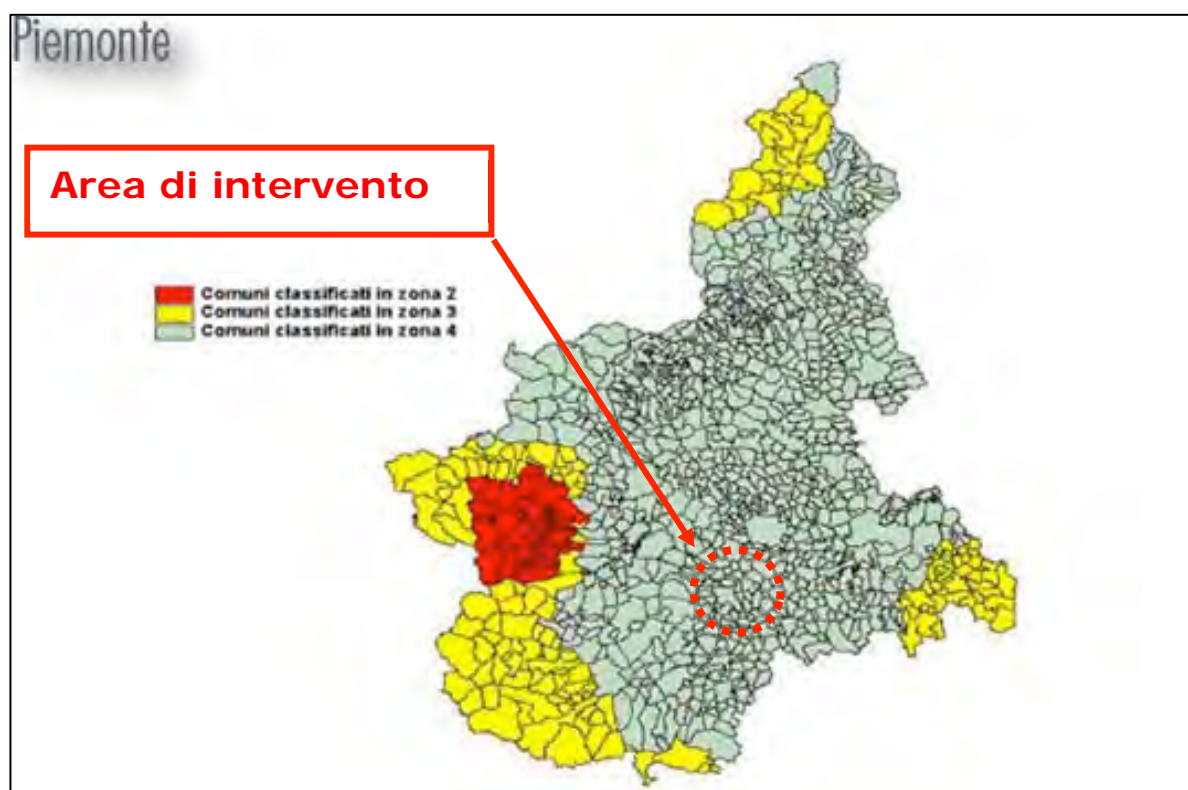 Piemonte
Area di intervento
Comuni classificati in zona 2
Comuni classificati in zona 3
Comuni classificati in zona 4